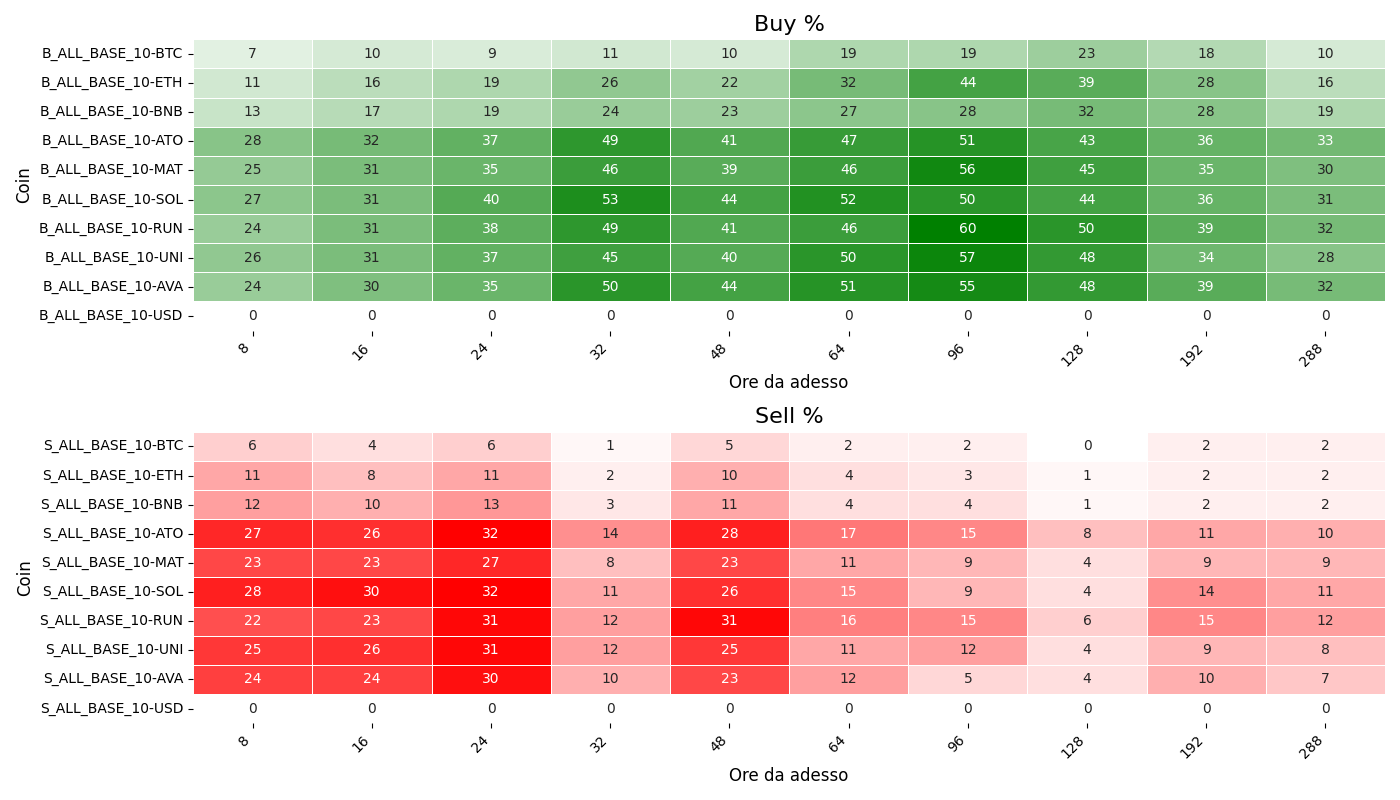 Buy %
B_ALL_BASE_10-BTC 7 10 9 11 10 19 19 23 18 10
B_ALL_BASE_10-ETH 11 16 19 26 22 32 44 39 28 16
B_ALL_BASE_10-BNB 13 17 19 24 23 27 28 32 28 19
B_ALL_BASE_10-ATO 28 32 37 49 41 47 51 43 36 33
B_ALL_BASE_10-MAT 25 31 35 46 39 46 56 45 35 30
B_ALL_BASE_10-SOL 27 31 40 53 44 52 50 44 36 31
B_ALL_BASE_10-RUN 24 31 38 49 41 46 60 50 39 32
B_ALL_BASE_10-UNI 26 31 37 45 40 50 57 48 34 28
B_ALL_BASE_10-AVA 24 30 35 50 44 51 55 48 39 32
B_ALL_BASE_10-USD 0 0 0 0 0 0 0 0 0 0
Coin
8 16 24 32 48 64 96 128 192 288
Ore da adesso
Sell %
S_ALL_BASE_10-BTC 6 4 6 1 5 2 2 0 2 2
S_ALL_BASE_10-ETH 11 8 11 2 10 4 3 1 2 2
S_ALL_BASE_10-BNB 12 10 13 3 11 4 4 1 2 2
S_ALL_BASE_10-ATO 27 26 32 14 28 17 15 8 11 10
S_ALL_BASE_10-MAT 23 23 27 8 23 11 9 4 9 9
S_ALL_BASE_10-SOL 28 30 32 11 26 15 9 4 14 11
S_ALL_BASE_10-RUN 22 23 31 12 31 16 15 6 15 12
S_ALL_BASE_10-UNI 25 26 31 12 25 11 12 4 9 8
S_ALL_BASE_10-AVA 24 24 30 10 23 12 5 4 10 7
S_ALL_BASE_10-USD 0 0 0 0 0 0 0 0 0 0
Coin
8 16 24 32 48 64 96 128 192 288
Ore da adesso